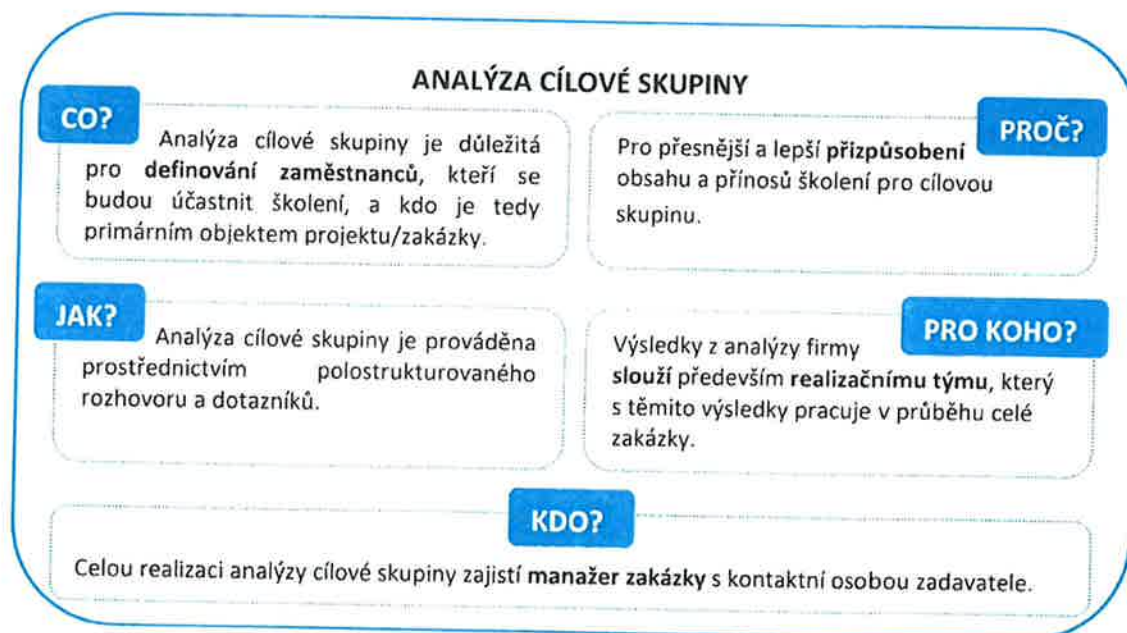 ANALÝZA CÍLOVÉ SKUPINY
CO?
Analýza cílové skupiny je důležitá
pro definování zaměstnanců, kteří se
budou účastnit školení, a kdo je tedy
primárním objektem projektu/zakázky.
PROČ?
Pro přesnější a lepší přizpůsobení
obsahu a přínosů školení pro cílovou
skupinu.
JAK?
Analýza cílové skupiny je prováděna
prostřednictvím polostrukturovaného
rozhovoru a dotazníků.
PRO KOHO?
Výsledky z analýzy firmy
slouží především realizačnímu týmu, který
s těmito výsledky pracuje v průběhu celé
zakázky.
KDO?
Celou realizaci analýzy cílové skupiny zajistí manažer zakázky s kontaktní osobou zadavatele.